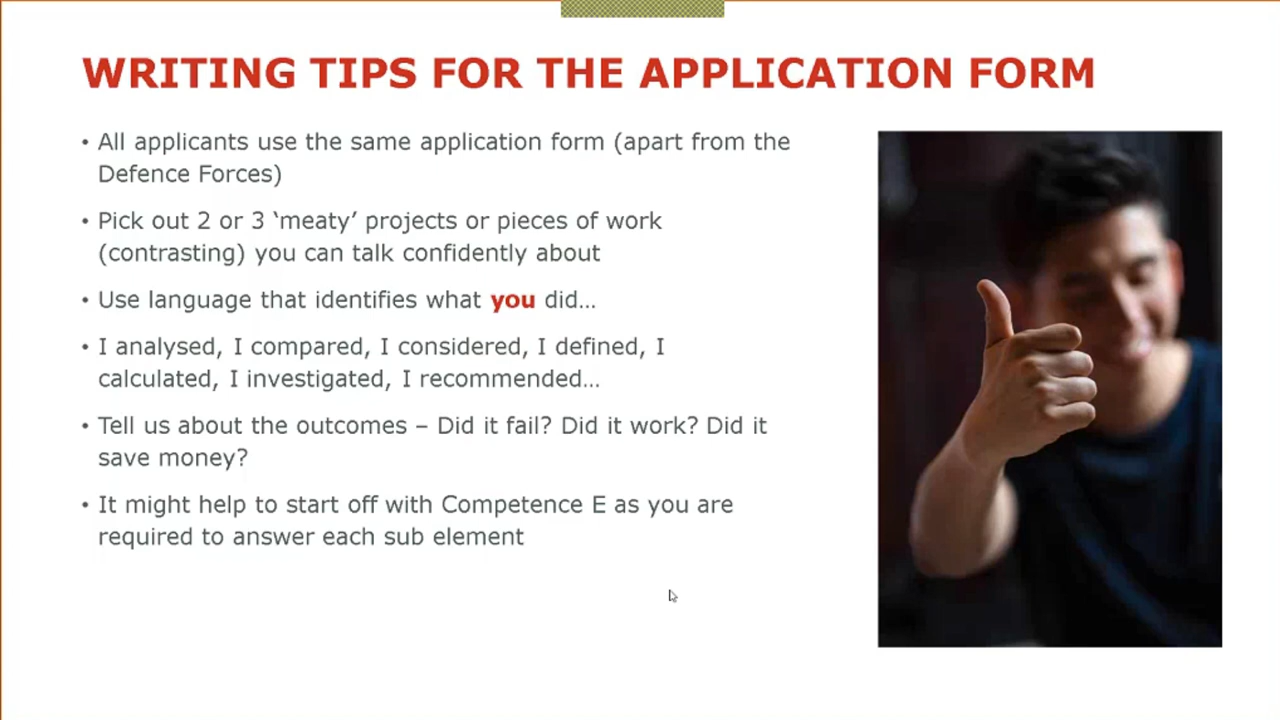 WRITING TIPS FOR THE APPLICATION FORM
• All applicants use the same application form (apart from the
Defence Forces)
• Pick out 2 or 3 ‘meaty’ projects or pieces of work
(contrasting) you can talk confidently about
• Use language that identifies what you did…
• I analysed, I compared, I considered, I defined, I
calculated, I investigated, I recommended…
• Tell us about the outcomes – Did it fail? Did it work? Did it
save money?
• It might help to start off with Competence E as you are
required to answer each sub element